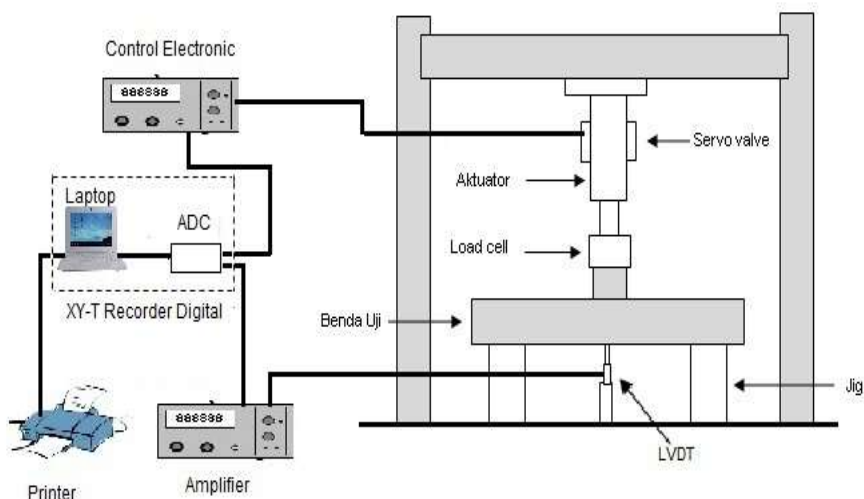 Control Electronic
888888
Servo valve
Aktuator
Laptop
ADC
Load cell
XY-T Recorder Digital
Benda Uji
Jig
888888
LVDT
Amplifier
Printer